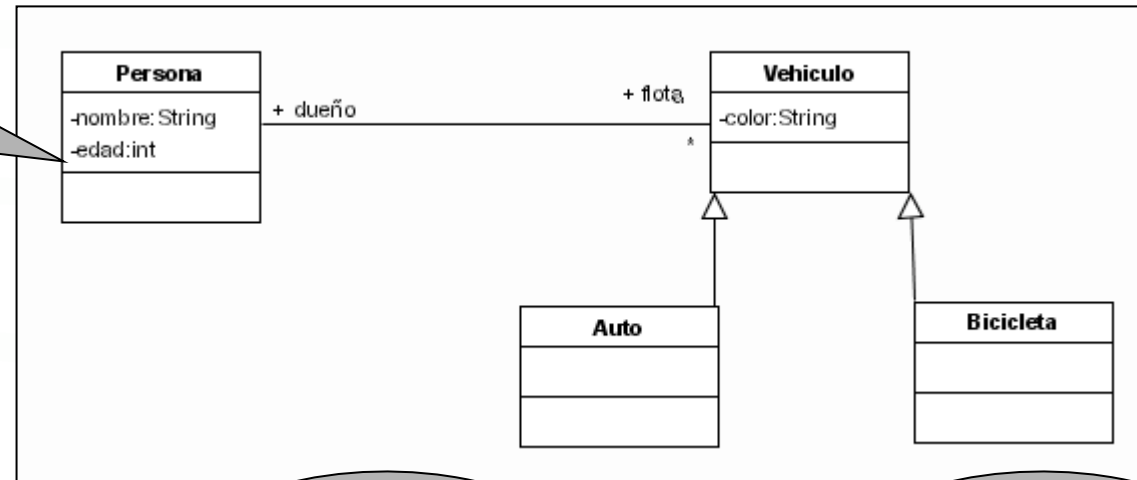 Persona
-nombre:String
-edad:int
+ dueño
+ flota
*
Vehiculo
-color:String
Auto
Bicicleta